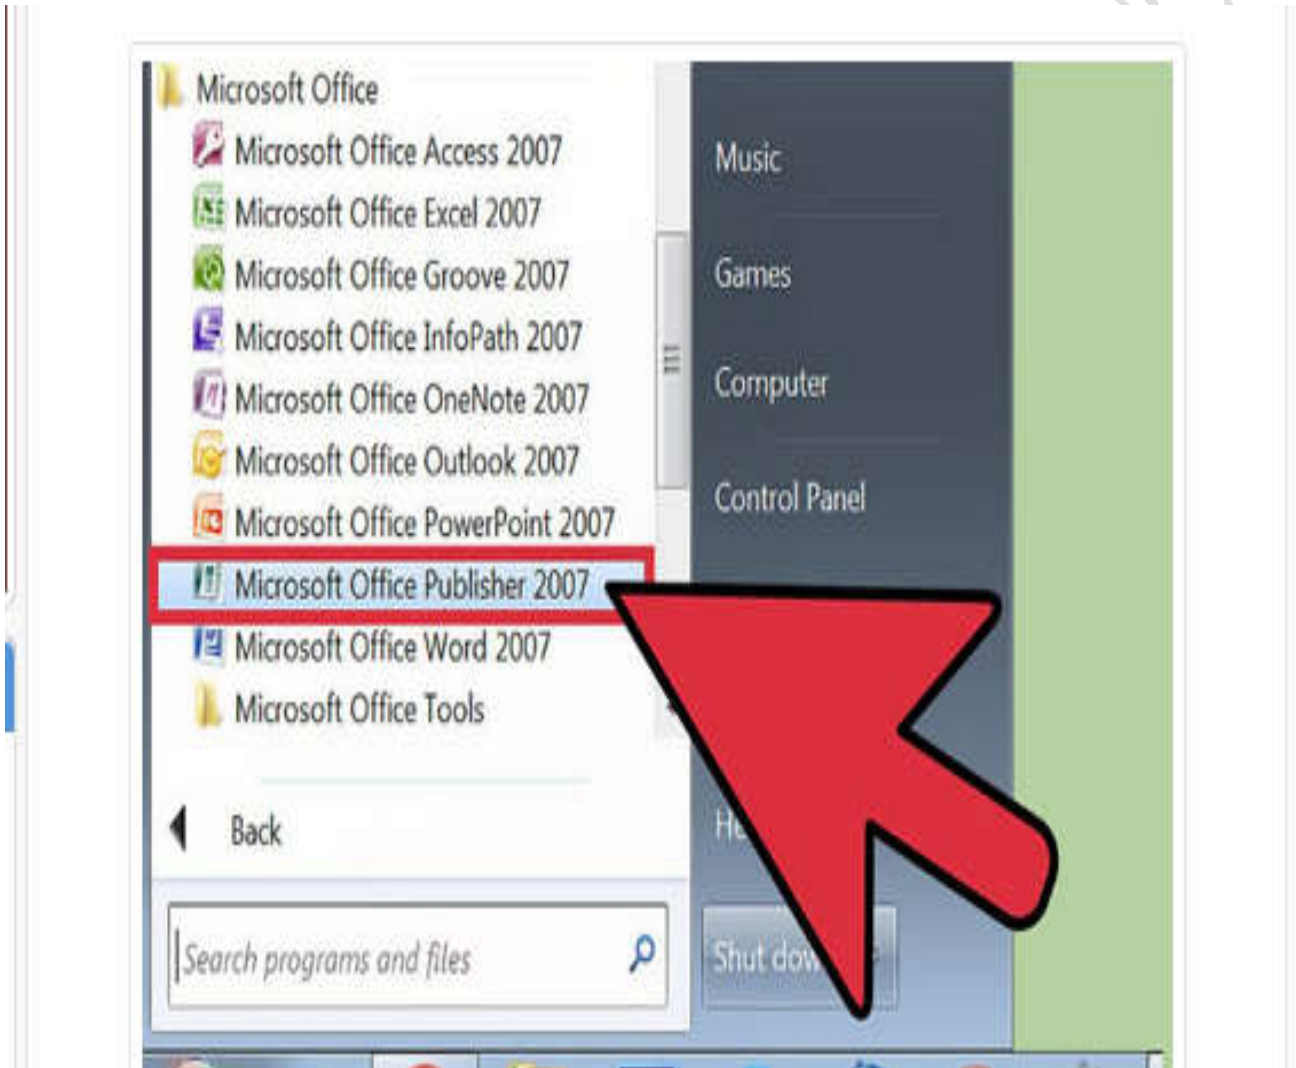 Microsoft Office
Microsoft Office Access 2007
Microsoft Office Excel 2007
Microsoft Office Groove 2007
Microsoft Office InfoPath 2007
Microsoft Office OneNote 2007
Microsoft Office Outlook 2007
Microsoft Office PowerPoint 2007
Microsoft Office Publisher 2007
Microsoft Office Word 2007
Microsoft Office Tools
Back
Search programs and files
Music
Games
Computer
Control Panel
Shut